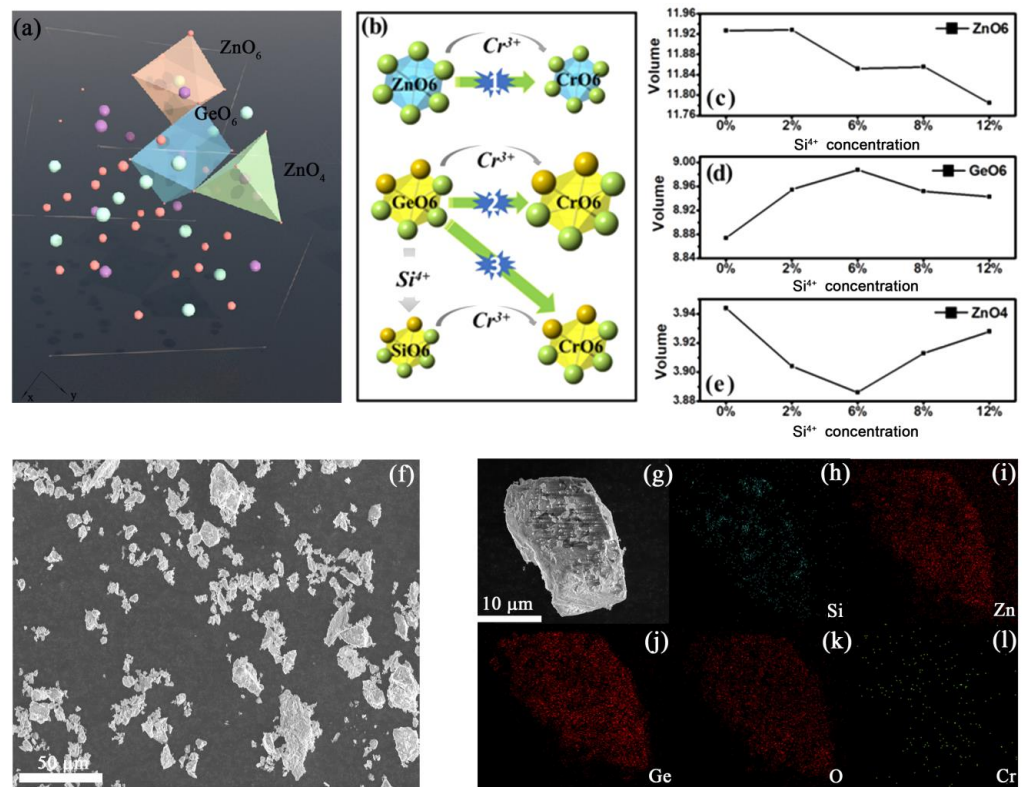 (a)
ZnO6
GeO6
ZnO4
x y
(b)
Cr3+
ZnO6 1 CrO6
Cr3+
GeO6 2 CrO6
3
Si4+
Cr3+
SiO6 CrO6
11.96
11.92
11.88
11.84
11.80
11.76
Volume
ZnO6
(c)
0% 2% 6% 8% 12%
Si4+ concentration
9.00
8.96
8.92
8.88
8.84
Volume
(d)
GeO6
0% 2% 6% 8% 12%
Si4+ concentration
3.94
3.92
3.90
3.88
Volume
ZnO4
(e)
0% 2% 6% 8% 12%
Si4+ concentration
(f)
50 μm
(g)
10 μm
(h)
Si
(i)
Zn
(j)
Ge
(k)
O
(l)
Cr